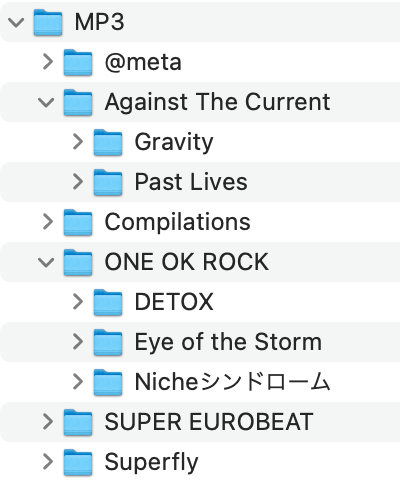 MP3
@meta
Against The Current
Gravity
Past Lives
Compilations
ONE OK ROCK
DETOX
Eye of the Storm
Nicheシンドローム
SUPER EUROBEAT
Superfly